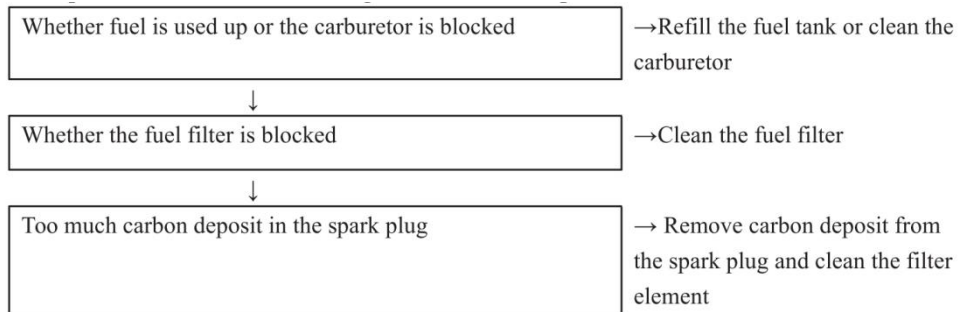 Whether fuel is used up or the carburetor is blocked
→Refill the fuel tank or clean the
carburetor
↓
Whether the fuel filter is blocked
→Clean the fuel filter
↓
Too much carbon deposit in the spark plug
→ Remove carbon deposit from
the spark plug and clean the filter
element